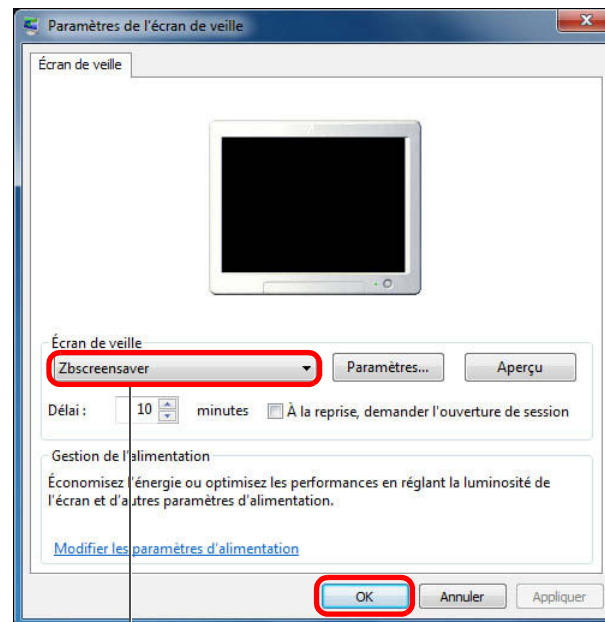 Paramètres de l'écran de veille
Écran de veille
Écran de veille
Zbscreensaver
Paramètres...
Aperçu
Délai : 10 minutes À la reprise, demander l'ouverture de session
Gestion de l'alimentation
Économisez l'énergie ou optimisez les performances en réglant la luminosité de
l'écran et d'autres paramètres d'alimentation.
Modifier les paramètres d'alimentation
OK
Annuler
Appliquer